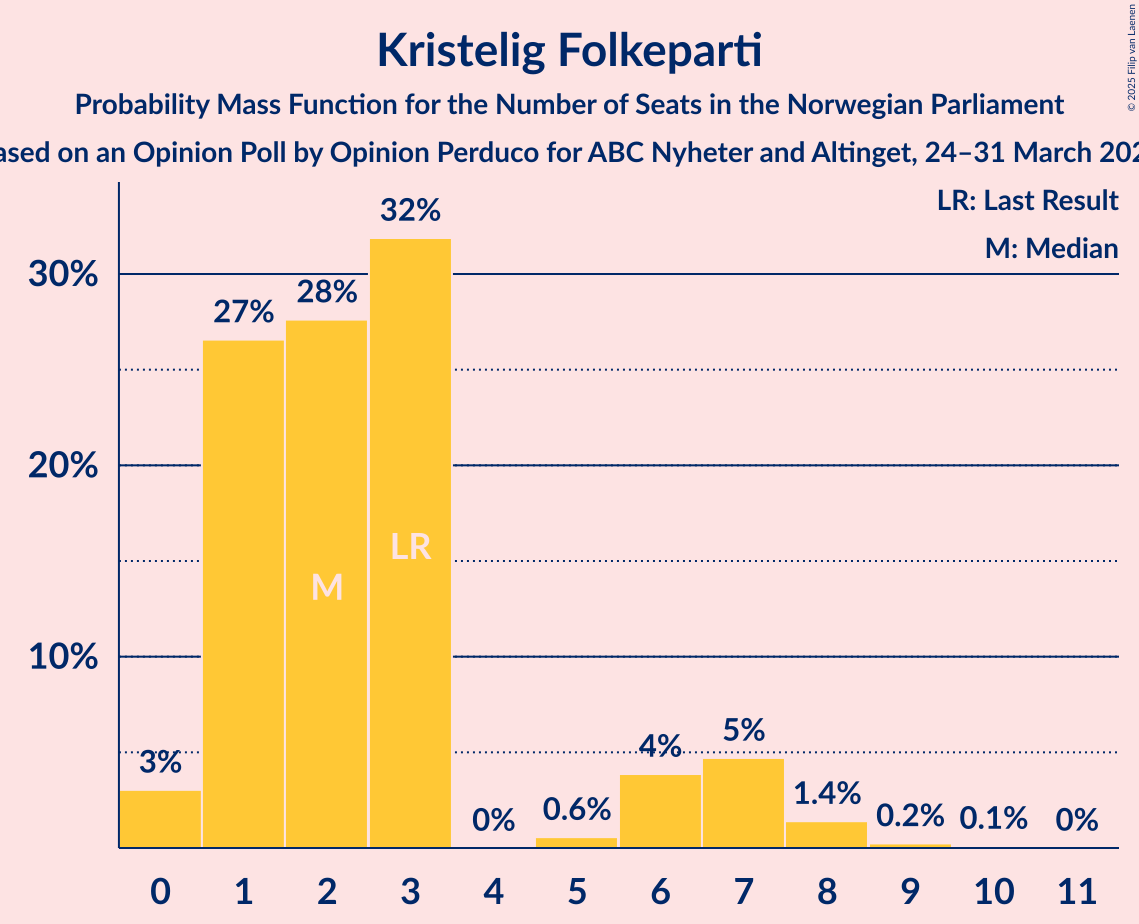 Kristelig Folkeparti
Probability Mass Function for the Number of Seats in the Norwegian Parliament
on an Opinion Poll by Opinion Perduco for ABC Nyheter and Altinget, 24–31 March
© 2025 Filip van Laenen
LR: Last Result
M: Median
30%
20%
10%
3%
27%
28%
32%
0%
0.6%
4%
5%
1.4%
0.2%
0.1%
0%
M
LR
0 1 2 3 4 5 6 7 8 9 10 11